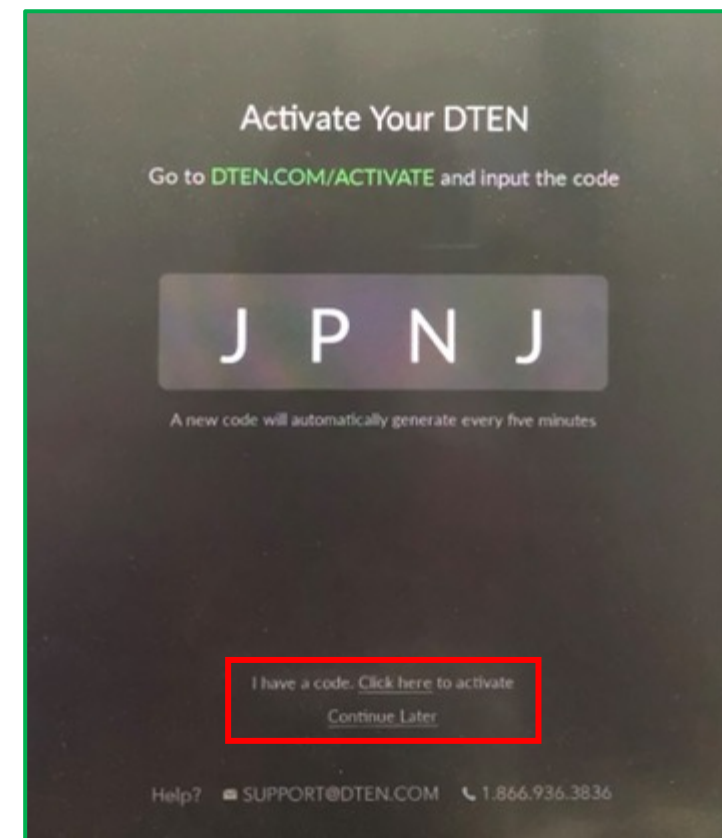 Activate Your DTEN
Go to DTEN.COM/ACTIVATE and input the code
J P N J
A new code will automatically generate every five minutes
I have a code. Click here to activate
Continue Later
Help? SUPPORT@DTEN.COM 1.866.936.3836